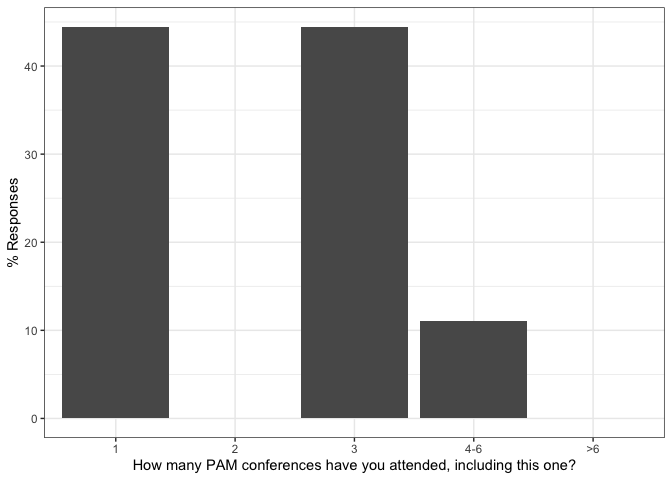 % Responses
40
30
20
10
0
1 2 3 4-6 >6
How many PAM conferences have you attended, including this one?